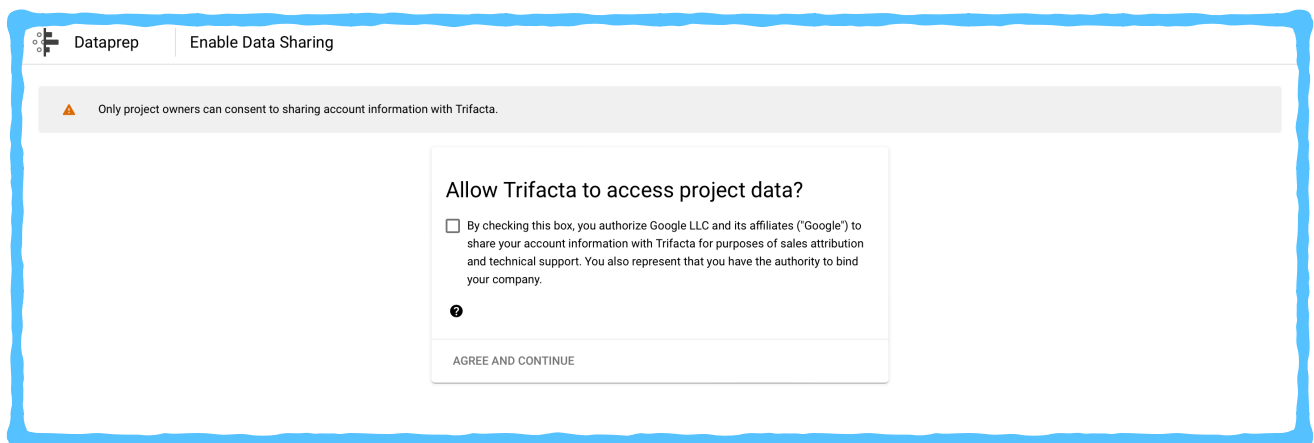 Dataprep
Enable Data Sharing
Only project owners can consent to sharing account information with Trifacta.
Allow Trifacta to access project data?
By checking this box, you authorize Google LLC and its affiliates ("Google") to
share your account information with Trifacta for purposes of sales attribution
and technical support. You also represent that you have the authority to bind
your company.
?
AGREE AND CONTINUE